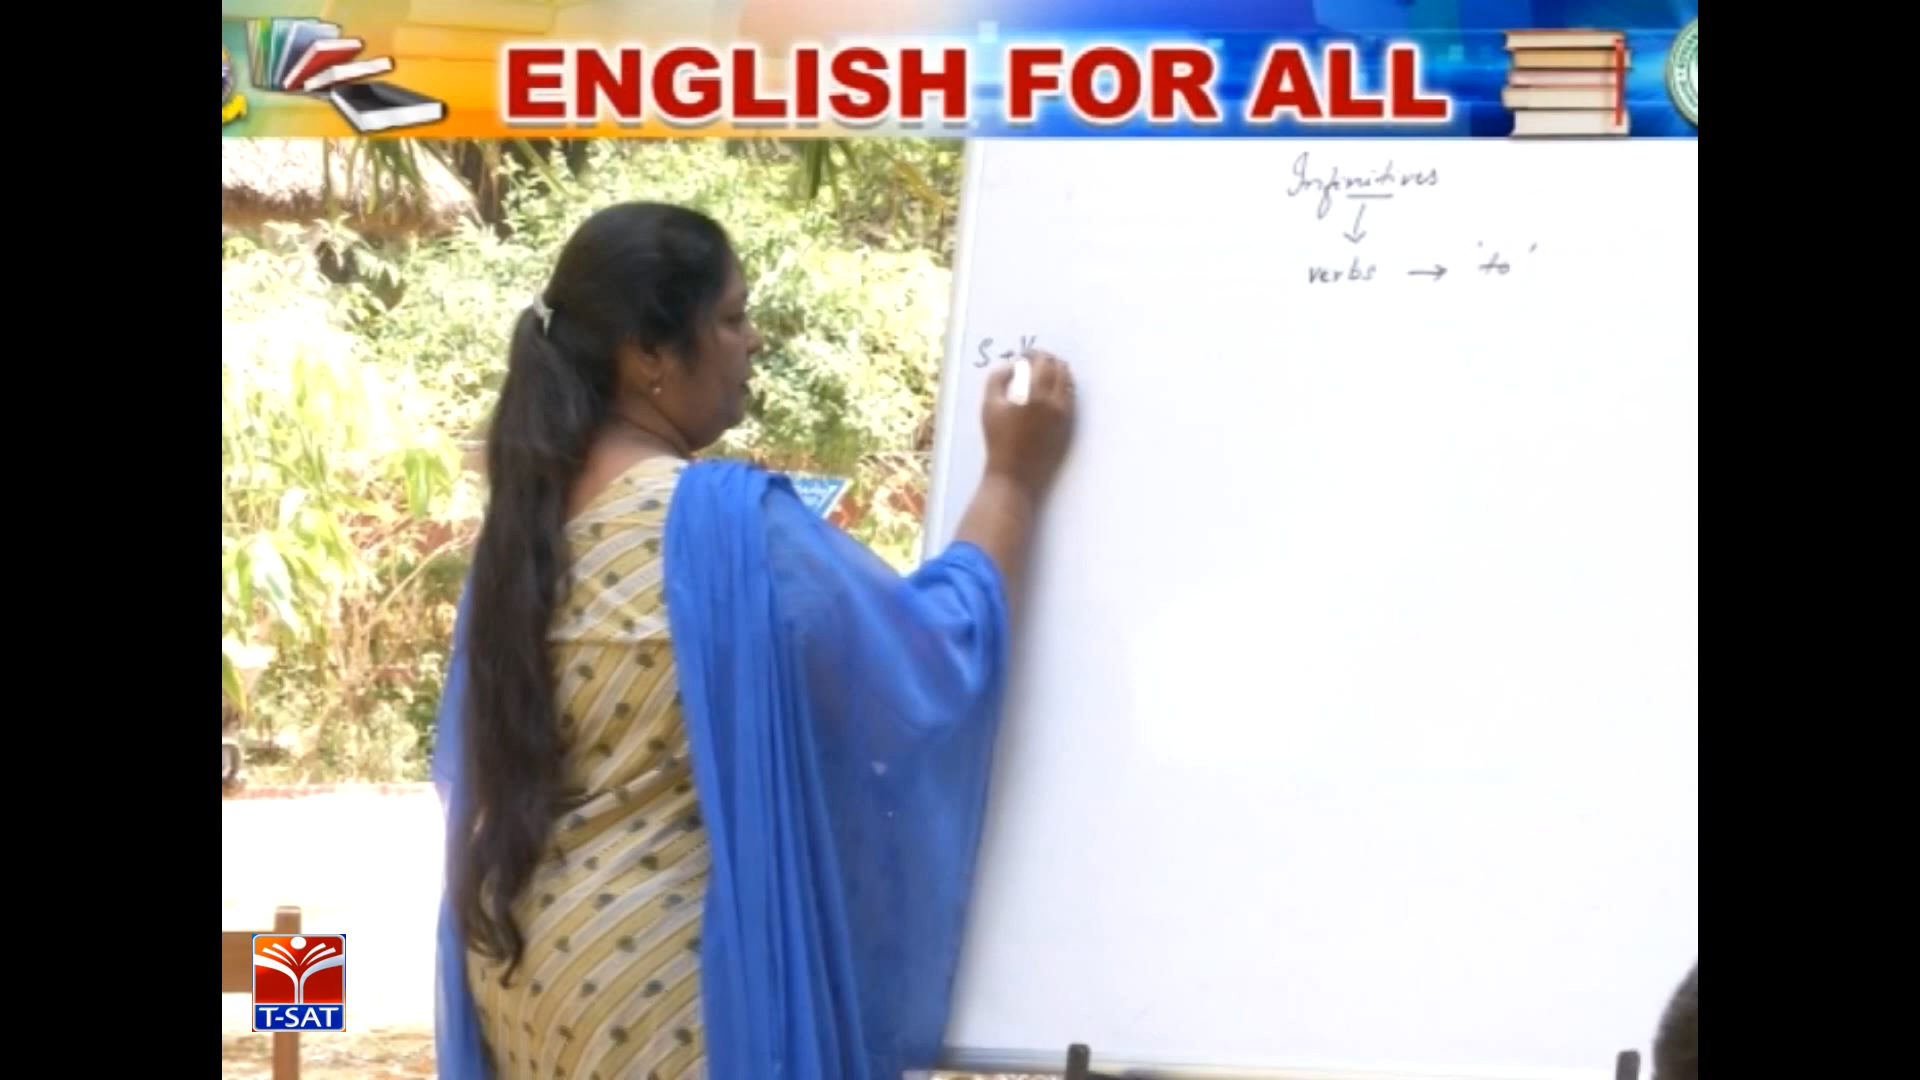 ENGLISH FOR ALL
Infinitives
↓
verbs → 'to'
S + V
T-SAT